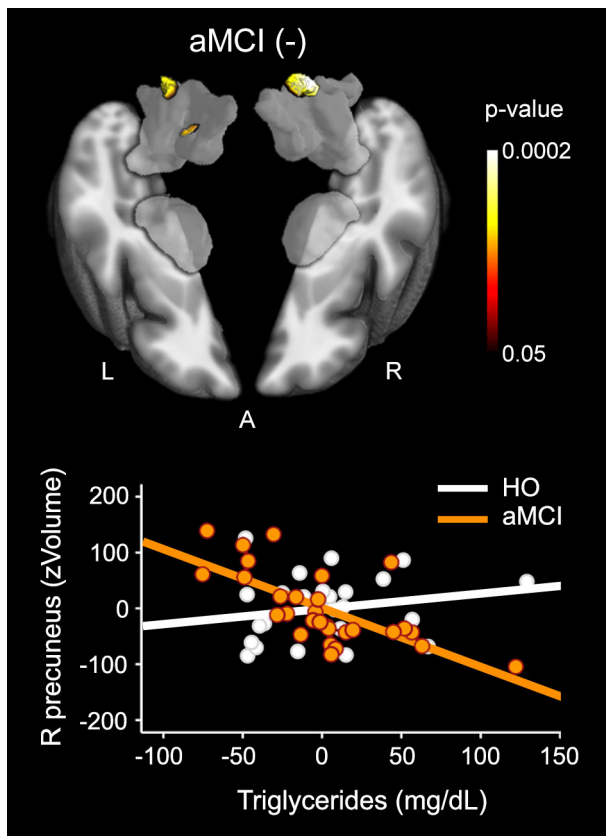 aMCI (-)
p-value
0.0002
0.05
L
R
A
R precuneus (zVolume)
200
100
0
-100
-200
HO
aMCI
-100
-50
0
50
100
150
Triglycerides (mg/dL)